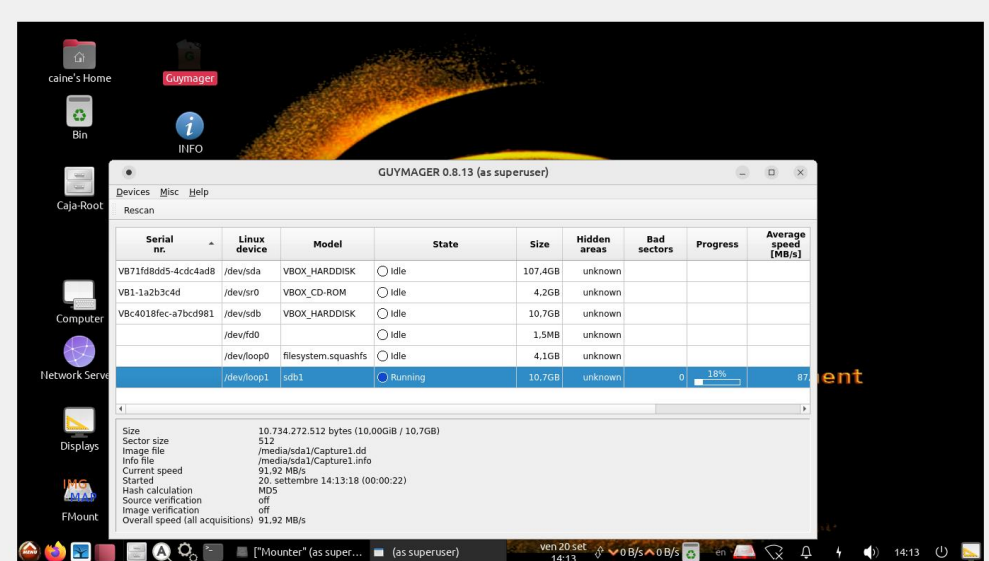 caine's Home
Guymager
Bin
INFO
Caja-Root
Computer
Network Serve
Displays
IMG
MAP
FMount
GUYMAGER 0.8.13 (as superuser)
Devices Misc Help
Rescan
Serial nr. Linux device Model State Size Hidden areas Bad sectors Progress Average speed [MB/s]
VB71fd8dd5-4cdc4ad8 /dev/sda VBOX_HARDDISK Idle 107,4GB unknown
VB1-1a2b3c4d /dev/sr0 VBOX_CD-ROM Idle 4,2GB unknown
VBc4018fec-a7bcd981 /dev/sdb VBOX_HARDDISK Idle 10,7GB unknown
/dev/fd0 Idle 1,5MB unknown
/dev/loop0 filesystem.squashfs Idle 4,1GB unknown
/dev/loop1 sdb1 Running 10,7GB unknown 0 18% 87,
ent
Size 10.734.272.512 bytes (10,00GiB / 10,7GB)
Sector size 512
Image file /media/sda1/Capture1.dd
Info file /media/sda1/Capture1.info
Current speed 91,92 MB/s
Started 20. settembre 14:13:18 (00:00:22)
Hash calculation MD5
Source verification off
Image verification off
Overall speed (all acquisitions) 91,92 MB/s
MENU
["Mounter" (as super... (as superuser) ven 20 set 14:13 0 B/s 0 B/s en 14:13